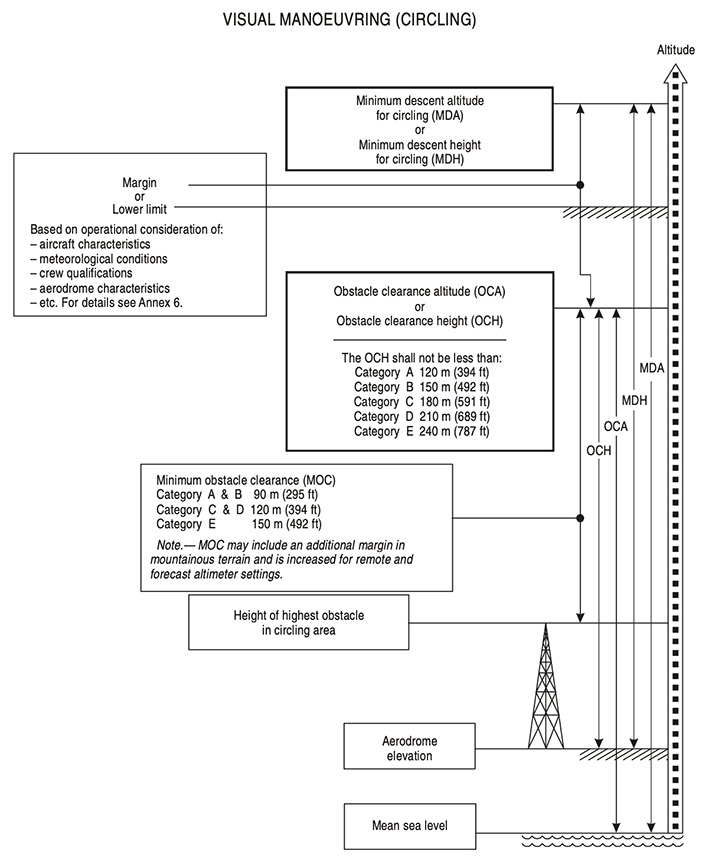 VISUAL MANOEUVRING (CIRCLING)
Altitude
Minimum descent altitude
for circling (MDA)
or
Minimum descent height
for circling (MDH)
Margin
or
Lower limit
Based on operational consideration of:
– aircraft characteristics
– meteorological conditions
– crew qualifications
– aerodrome characteristics
– etc. For details see Annex 6.
Obstacle clearance altitude (OCA)
or
Obstacle clearance height (OCH)
The OCH shall not be less than:
Category A 120 m (394 ft)
Category B 150 m (492 ft)
Category C 180 m (591 ft)
Category D 210 m (689 ft)
Category E 240 m (787 ft)
MDA
MDH
OCA
OCH
Minimum obstacle clearance (MOC)
Category A & B 90 m (295 ft)
Category C & D 120 m (394 ft)
Category E 150 m (492 ft)
Note.— MOC may include an additional margin in
mountainous terrain and is increased for remote and
forecast altimeter settings.
Height of highest obstacle
in circling area
Aerodrome
elevation
Mean sea level